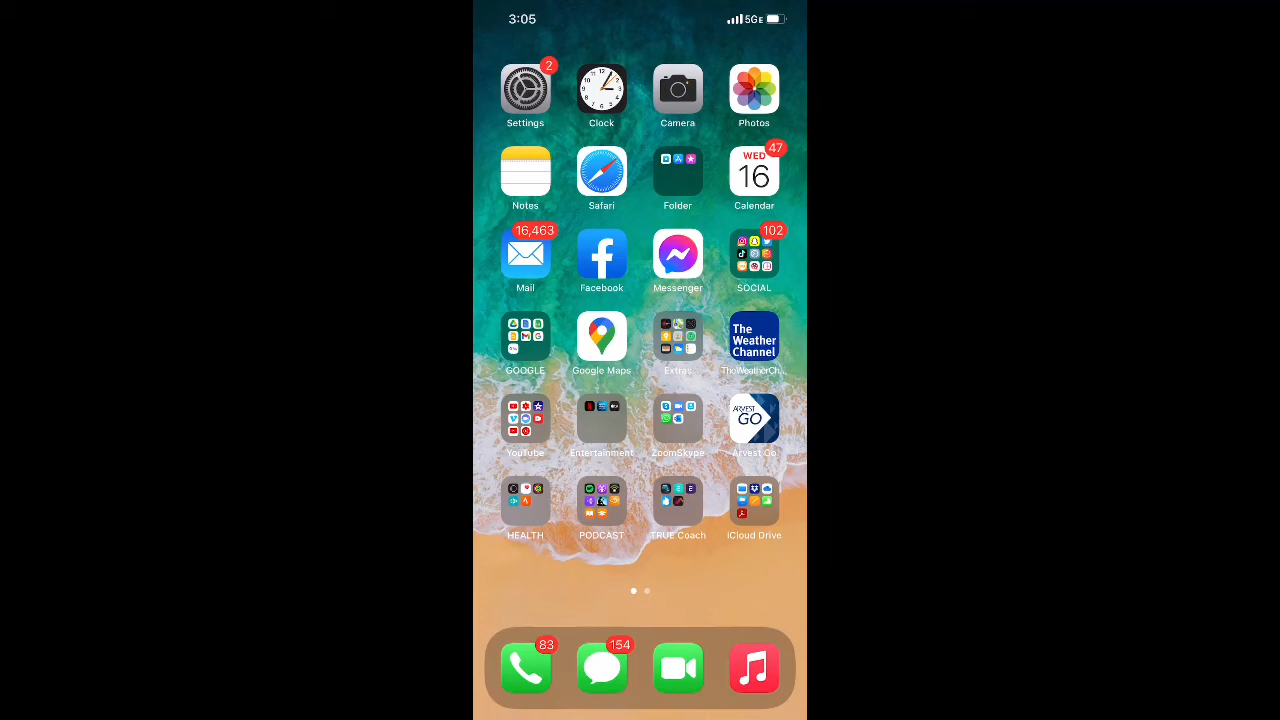 3:05 5GE
2
Settings Clock Camera Photos
WED 47
16
Notes Safari Folder Calendar
16,463 102
Mail Facebook Messenger SOCIAL
The
Weather
Channel
GOOGLE Google Maps Extras TheWeatherCh...
ARVEST
GO
YouTube Entertainment ZoomSkype Arvest Go
HEALTH PODCAST TRUE Coach iCloud Drive
83 154